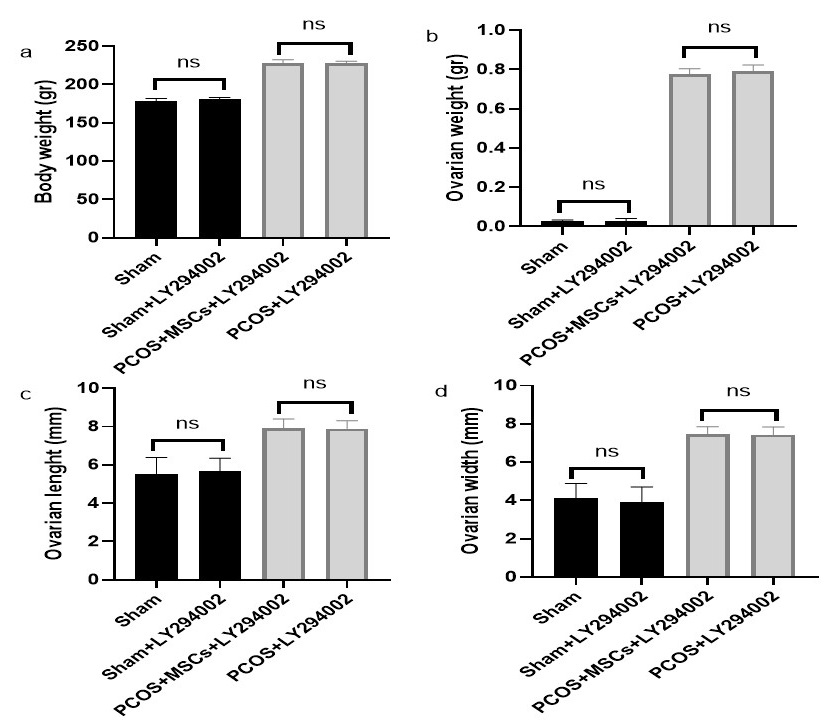 a
Body weight (gr)
250
200
150
100
50
0
ns
ns
Sham
Sham+LY294002
PCOS+MSCs+LY294002
PCOS+LY294002
b
Ovarian weight (gr)
1.0
0.8
0.6
0.4
0.2
0.0
ns
ns
Sham
Sham+LY294002
PCOS+MSCs+LY294002
PCOS+LY294002
c
Ovarian lenght (mm)
10
8
6
4
2
0
ns
ns
Sham
Sham+LY294002
PCOS+MSCs+LY294002
PCOS+LY294002
d
Ovarian width (mm)
10
8
6
4
2
0
ns
ns
Sham
Sham+LY294002
PCOS+MSCs+LY294002
PCOS+LY294002